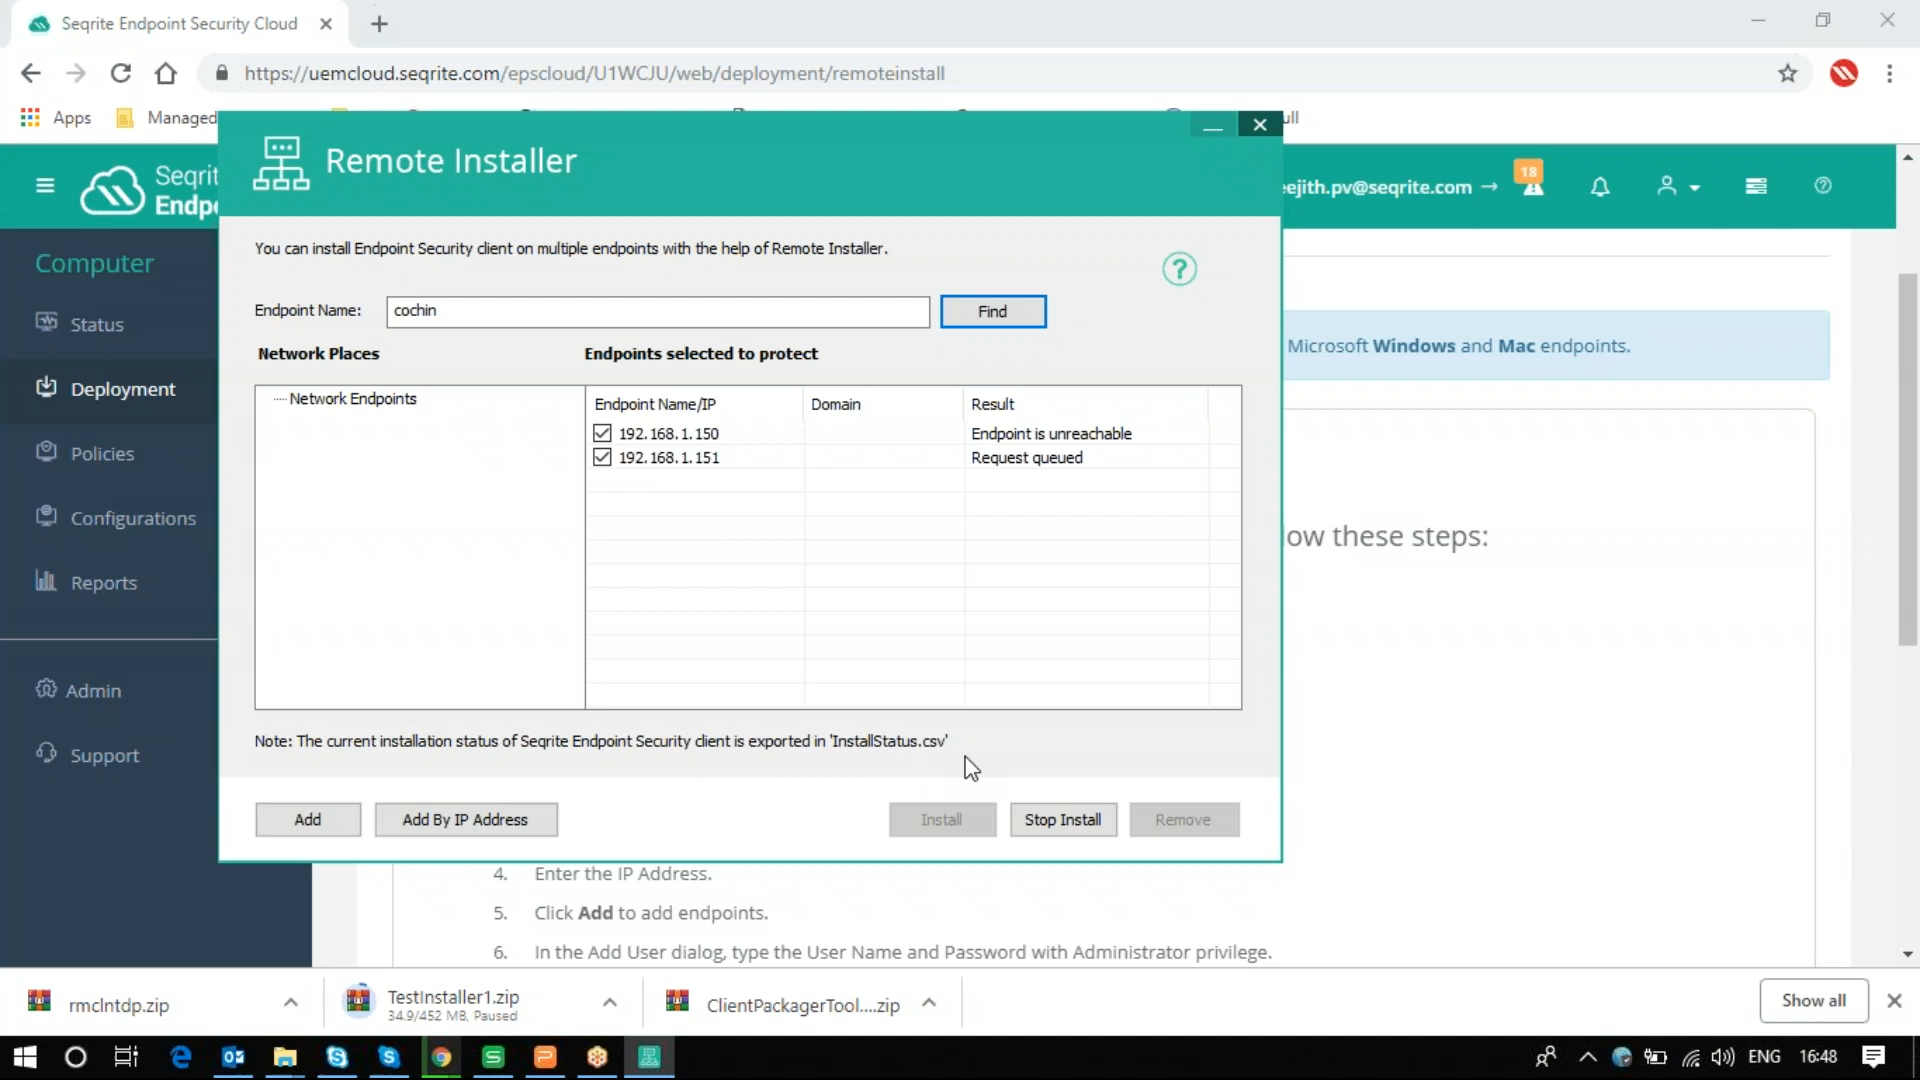 Seqrite Endpoint Security Cloud
https://uemcloud.seqrite.com/epscloud/U1WCJU/web/deployment/remoteinstall
Apps
Managed
ull
Seqrit
Endp
Remote Installer
eejith.pv@seqrite.com →
18
Computer
Status
Deployment
Policies
Configurations
Reports
Admin
Support
You can install Endpoint Security client on multiple endpoints with the help of Remote Installer.
?
Endpoint Name:
cochin
Find
Network Places
Endpoints selected to protect
Network Endpoints
Endpoint Name/IP Domain Result
192.168.1.150 Endpoint is unreachable
192.168.1.151 Request queued
Note: The current installation status of Seqrite Endpoint Security client is exported in 'InstallStatus.csv'
Add
Add By IP Address
Install
Stop Install
Remove
Microsoft Windows and Mac endpoints.
ow these steps:
4. Enter the IP Address.
5. Click Add to add endpoints.
6. In the Add User dialog, type the User Name and Password with Administrator privilege.
rmclntdp.zip
TestInstaller1.zip
34.9/452 MB, Paused
ClientPackagerTool....zip
Show all
ENG 16:48